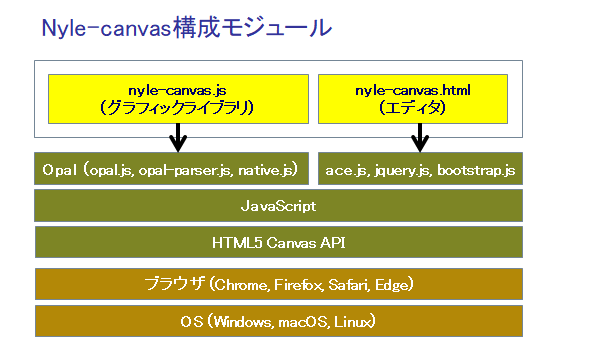 Nyle-canvas構成モジュール
nyle-canvas.js
（グラフィックライブラリ）
nyle-canvas.html
（エディタ）
Opal（opal.js, opal-parser.js, native.js）
ace.js, jquery.js, bootstrap.js
JavaScript
HTML5 Canvas API
ブラウザ（Chrome, Firefox, Safari, Edge）
OS（Windows, macOS, Linux）